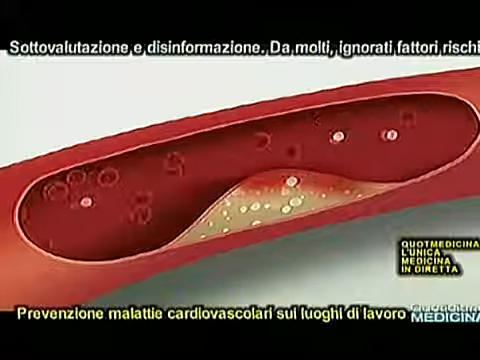 Sottovalutazione e disinformazione. Da molti, ignorati fattori rischi
QUOTMEDICINA
L'UNICA
MEDICINA
IN DIRETTA
Prevenzione malattie cardiovascolari sui luoghi di lavoro
MEDICINA